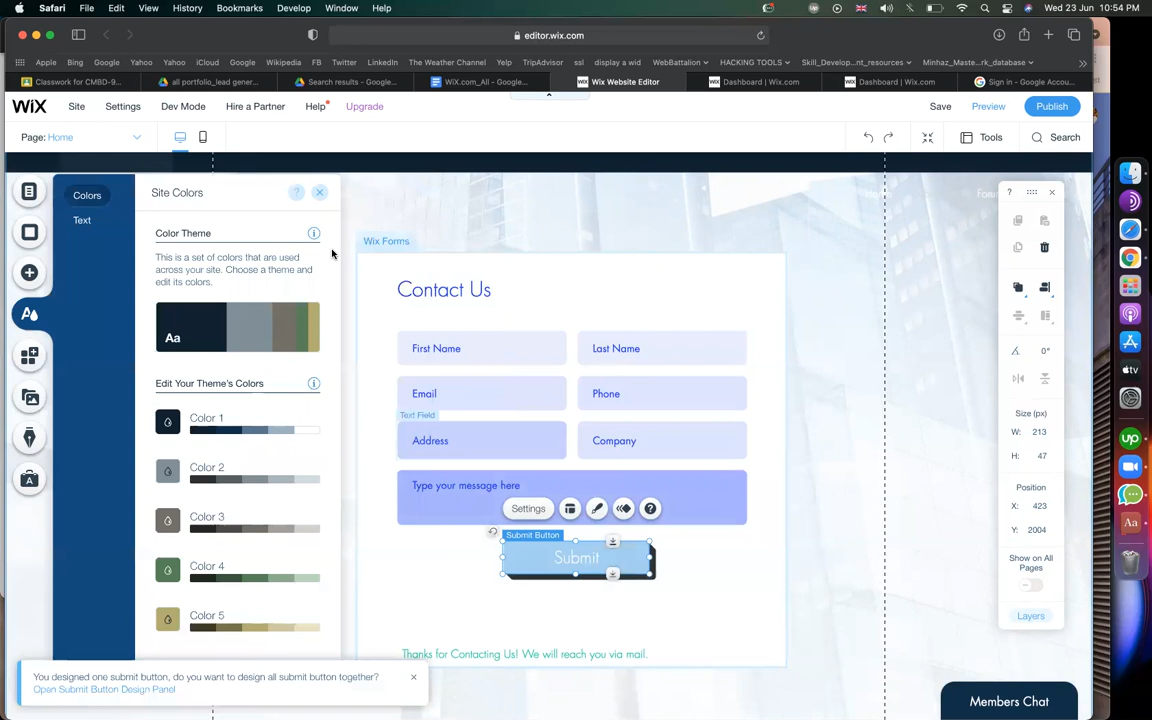 Safari File Edit View History Bookmarks Develop Window Help Wed 23 Jun 10:54 PM
editor.wix.com
Apple Bing Google Yahoo Yahoo iCloud Google Wikipedia FB Twitter LinkedIn The Weather Channel Yelp TripAdvisor ssl display a wid WebBattalion HACKING TOOLS Skill_Development_resources Minhaz_Maste..rk_database
Classwork for CMBD-9... all portfolio_lead gener... Search results - Google... WiX.com_All - Google... Wix Website Editor Dashboard | Wix.com Dashboard | Wix.com Sign in - Google Accou...
WiX Site Settings Dev Mode Hire a Partner Help Upgrade Save Preview Publish
Page: Home Tools Search
Colors
Text
Site Colors
?
Color Theme
This is a set of colors that are used
across your site. Choose a theme and
edit its colors.
Aa
Edit Your Theme's Colors
Color 1
Color 2
Color 3
Color 4
Color 5
You designed one submit button, do you want to design all submit button together?
Open Submit Button Design Panel
Wix Forms
Contact Us
First Name Last Name
Email Phone
Text Field
Address Company
Type your message here
Settings
Submit Button
Submit
Thanks for Contacting Us! We will reach you via mail.
0°
Size (px)
W: 213
H: 47
Position
X: 423
Y: 2004
Show on All
Pages
Layers
Members Chat